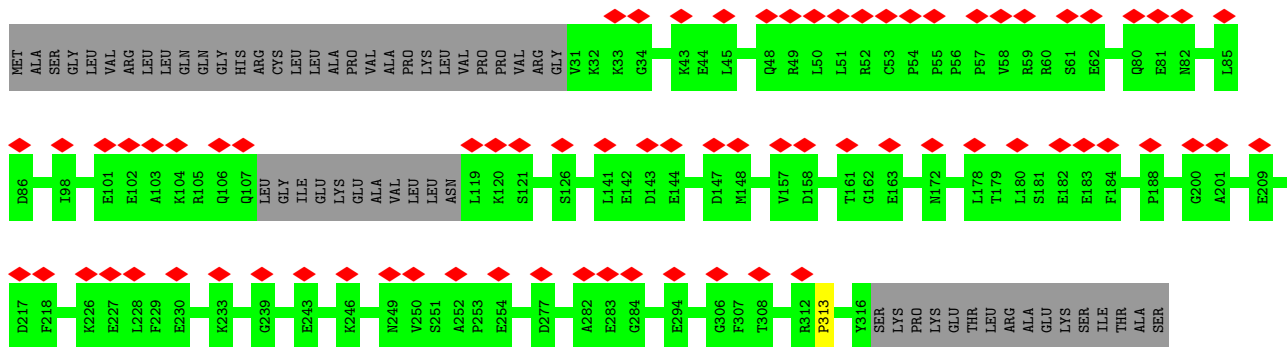 MET ALA SER GLY LEU VAL ARG LEU LEU GLN GLN GLY HIS ARG CYS LEU LEU ALA PRO VAL ALA PRO LYS LEU VAL PRO PRO VAL ARG GLY V31 K32 K33 G34 K43 E44 L45 Q48 R49 L50 L51 R52 C53 P54 P55 P56 P57 V58 R59 R60 S61 E62 Q80 E81 N82 L85
D86 I98 E101 E102 A103 K104 R105 Q106 Q107 LEU GLY ILE GLU LYS GLU ALA VAL LEU LEU ASN L119 K120 S121 S126 L141 E142 D143 E144 D147 M148 V157 D158 T161 G162 E163 N172 L178 T179 L180 S181 E182 E183 F184 P188 G200 A201 E209
D217 F218 K226 E227 L228 F229 E230 K233 G239 E243 K246 N249 V250 S251 A252 P253 E254 D277 A282 E283 G284 E294 G306 F307 T308 R312 P313 Y316 SER LYS PRO LYS GLU THR LEU ARG ALA GLU LYS SER ILE THR ALA SER